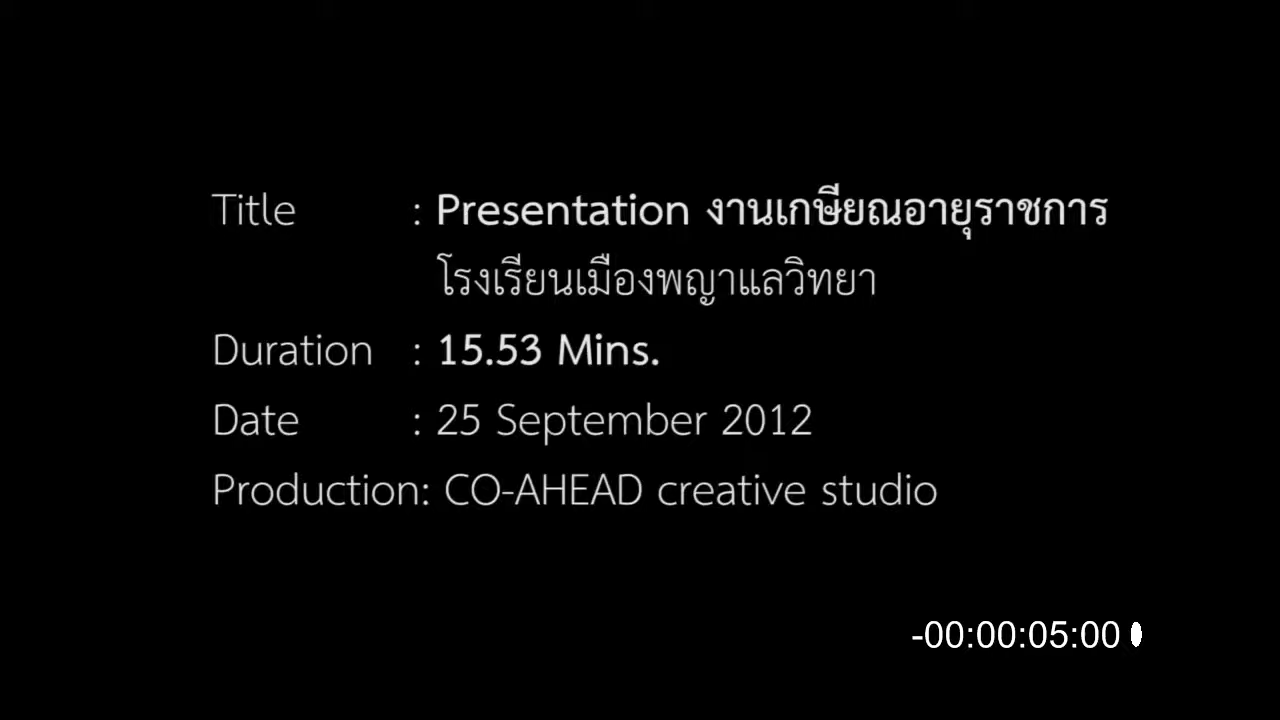 Title : Presentation งานเกษียณอายุราชการ
โรงเรียนเมืองพญาแลวิทยา
Duration : 15.53 Mins.
Date : 25 September 2012
Production: CO-AHEAD creative studio
-00:00:05:00